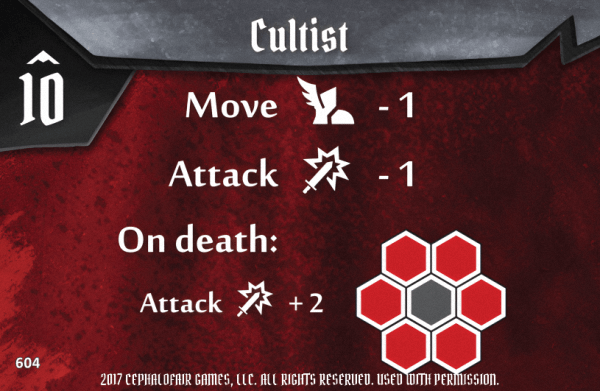 Cultist
10
Move - 1
Attack - 1
On death:
Attack + 2
604
2017 CEPHALOFAIR GAMES, LLC. ALL RIGHTS RESERVED. USED WITH PERMISSION.